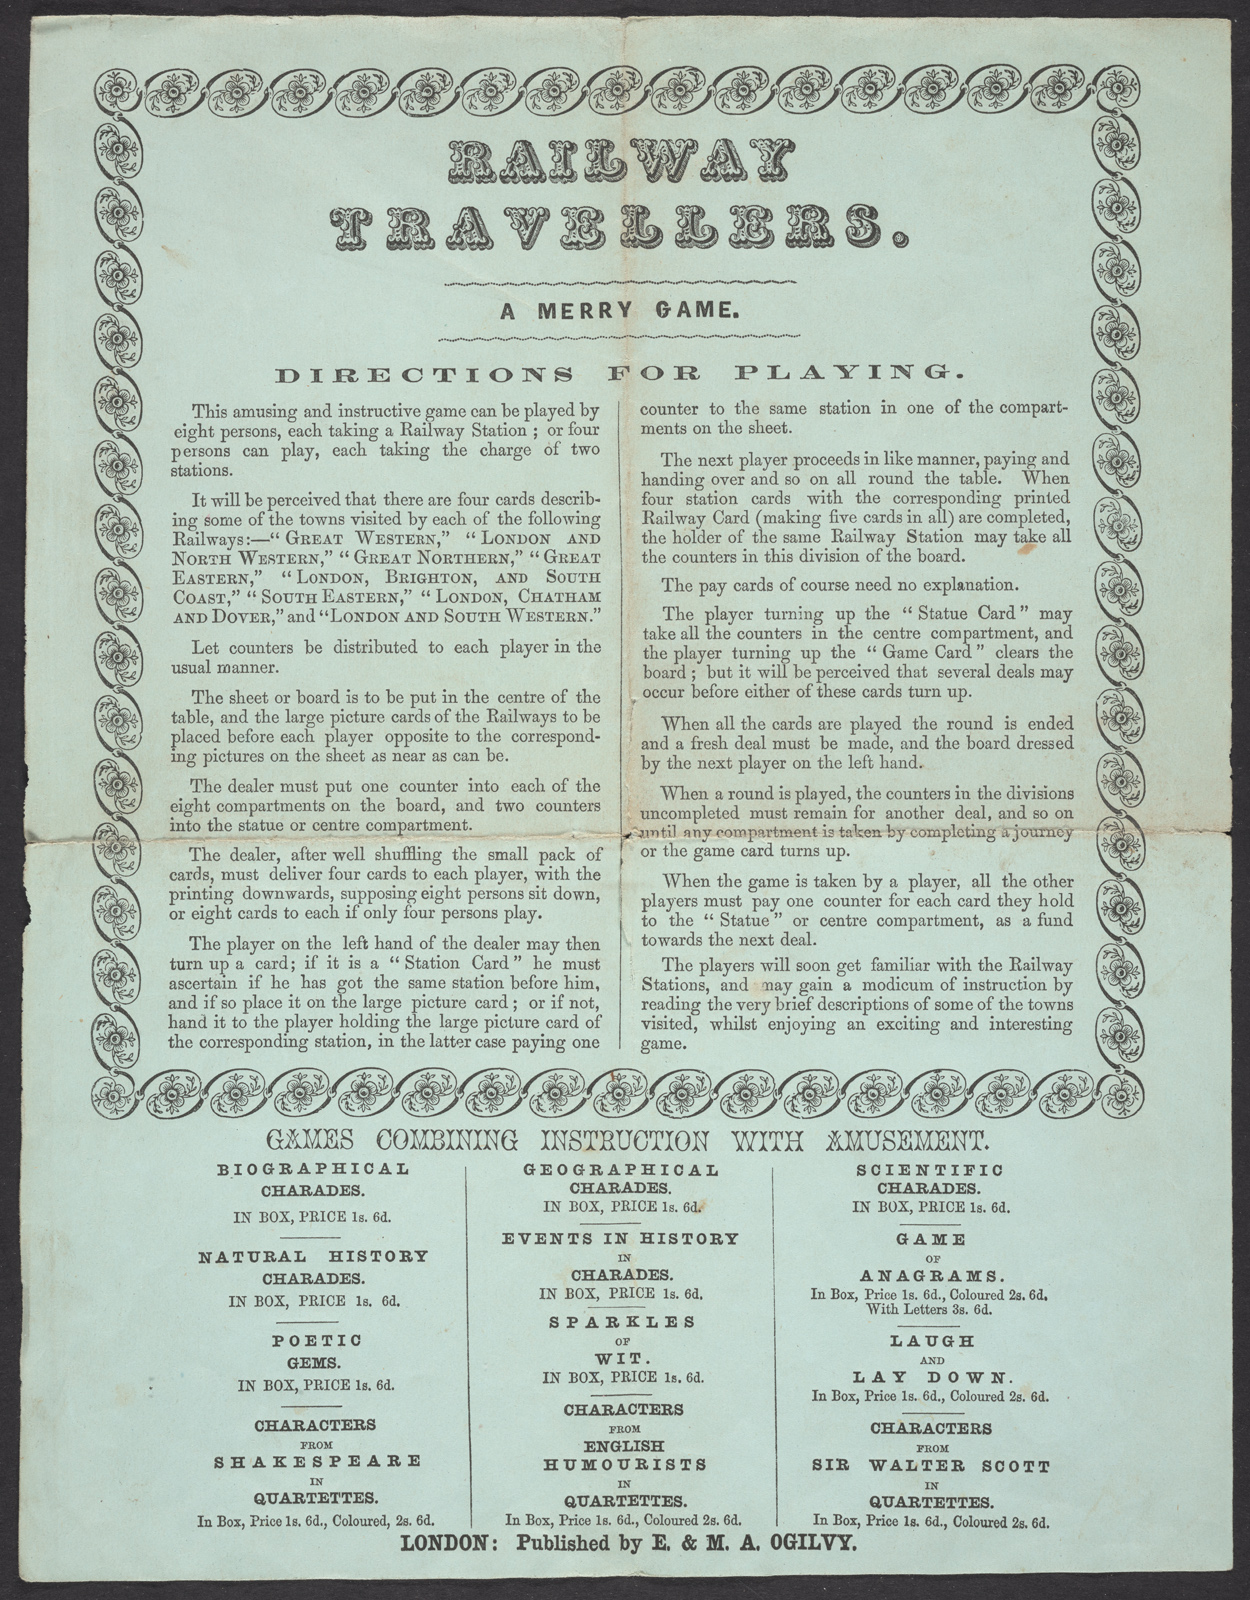 RAILWAY
TRAVELLERS.
A MERRY GAME.
DIRECTIONS FOR PLAYING.
This amusing and instructive game can be played by
eight persons, each taking a Railway Station ; or four
persons can play, each taking the charge of two
stations.
It will be perceived that there are four cards describ-
ing some of the towns visited by each of the following
Railways:—" GREAT WESTERN," " LONDON AND
NORTH WESTERN," " GREAT NORTHERN," " GREAT
EASTERN," " LONDON, BRIGHTON, AND SOUTH
COAST," " SOUTH EASTERN," " LONDON, CHATHAM
AND DOVER," and "LONDON AND SOUTH WESTERN."
Let counters be distributed to each player in the
usual manner.
The sheet or board is to be put in the centre of the
table, and the large picture cards of the Railways to be
placed before each player opposite to the correspond-
ing pictures on the sheet as near as can be.
The dealer must put one counter into each of the
eight compartments on the board, and two counters
into the statue or centre compartment.
The dealer, after well shuffling the small pack of
cards, must deliver four cards to each player, with the
printing downwards, supposing eight persons sit down,
or eight cards to each if only four persons play.
The player on the left hand of the dealer may then
turn up a card; if it is a " Station Card " he must
ascertain if he has got the same station before him,
and if so place it on the large picture card ; or if not,
hand it to the player holding the large picture card of
the corresponding station, in the latter case paying one
counter to the same station in one of the compart-
ments on the sheet.
The next player proceeds in like manner, paying and
handing over and so on all round the table. When
four station cards with the corresponding printed
Railway Card (making five cards in all) are completed,
the holder of the same Railway Station may take all
the counters in this division of the board.
The pay cards of course need no explanation.
The player turning up the " Statue Card " may
take all the counters in the centre compartment, and
the player turning up the " Game Card " clears the
board ; but it will be perceived that several deals may
occur before either of these cards turn up.
When all the cards are played the round is ended
and a fresh deal must be made, and the board dressed
by the next player on the left hand.
When a round is played, the counters in the divisions
uncompleted must remain for another deal, and so on
until any compartment is taken by completing a journey
or the game card turns up.
When the game is taken by a player, all the other
players must pay one counter for each card they hold
to the " Statue " or centre compartment, as a fund
towards the next deal.
The players will soon get familiar with the Railway
Stations, and may gain a modicum of instruction by
reading the very brief descriptions of some of the towns
visited, whilst enjoying an exciting and interesting
game.
GAMES COMBINING INSTRUCTION WITH AMUSEMENT.
BIOGRAPHICAL
CHARADES.
IN BOX, PRICE 1s. 6d.
NATURAL HISTORY
CHARADES.
IN BOX, PRICE 1s. 6d.
POETIC
GEMS.
IN BOX, PRICE 1s. 6d.
CHARACTERS
FROM
SHAKESPEARE
IN
QUARTETTES.
In Box, Price 1s. 6d., Coloured, 2s. 6d.
GEOGRAPHICAL
CHARADES.
IN BOX, PRICE 1s. 6d.
EVENTS IN HISTORY
IN
CHARADES.
IN BOX, PRICE 1s. 6d.
SPARKLES
OF
WIT.
IN BOX, PRICE 1s. 6d.
CHARACTERS
FROM
ENGLISH
HUMOURISTS
IN
QUARTETTES.
In Box, Price 1s. 6d., Coloured 2s. 6d.
SCIENTIFIC
CHARADES.
IN BOX, PRICE 1s. 6d.
GAME
OF
ANAGRAMS.
In Box, Price 1s. 6d., Coloured 2s. 6d.
With Letters 3s. 6d.
LAUGH
AND
LAY DOWN.
In Box, Price 1s. 6d., Coloured 2s. 6d.
CHARACTERS
FROM
SIR WALTER SCOTT
IN
QUARTETTES.
In Box, Price 1s. 6d., Coloured 2s. 6d.
LONDON: Published by E. & M. A. OGILVY.